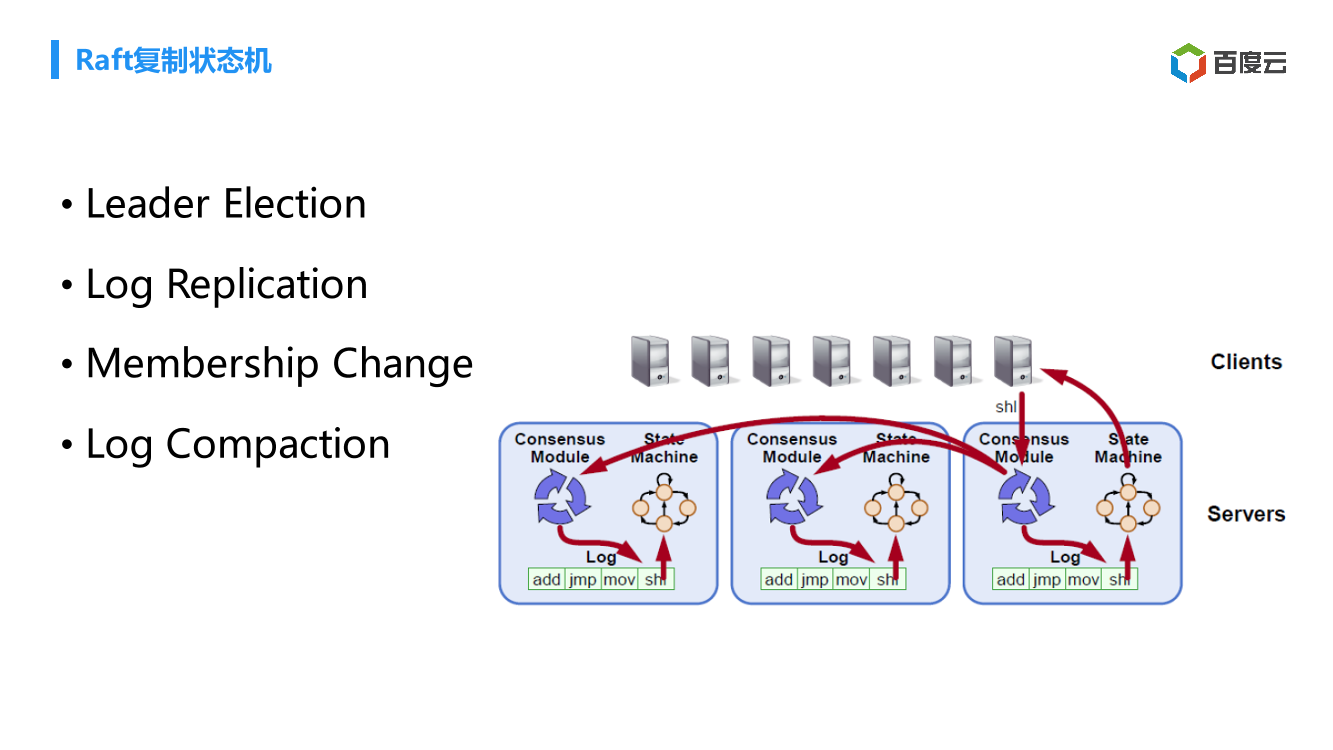 Raft复制状态机
百度云
• Leader Election
• Log Replication
• Membership Change
• Log Compaction
Clients
shl
Consensus Module
State Machine
Log
add jmp mov shl
Consensus Module
State Machine
Log
add jmp mov shl
Consensus Module
State Machine
Log
add jmp mov shl
Servers